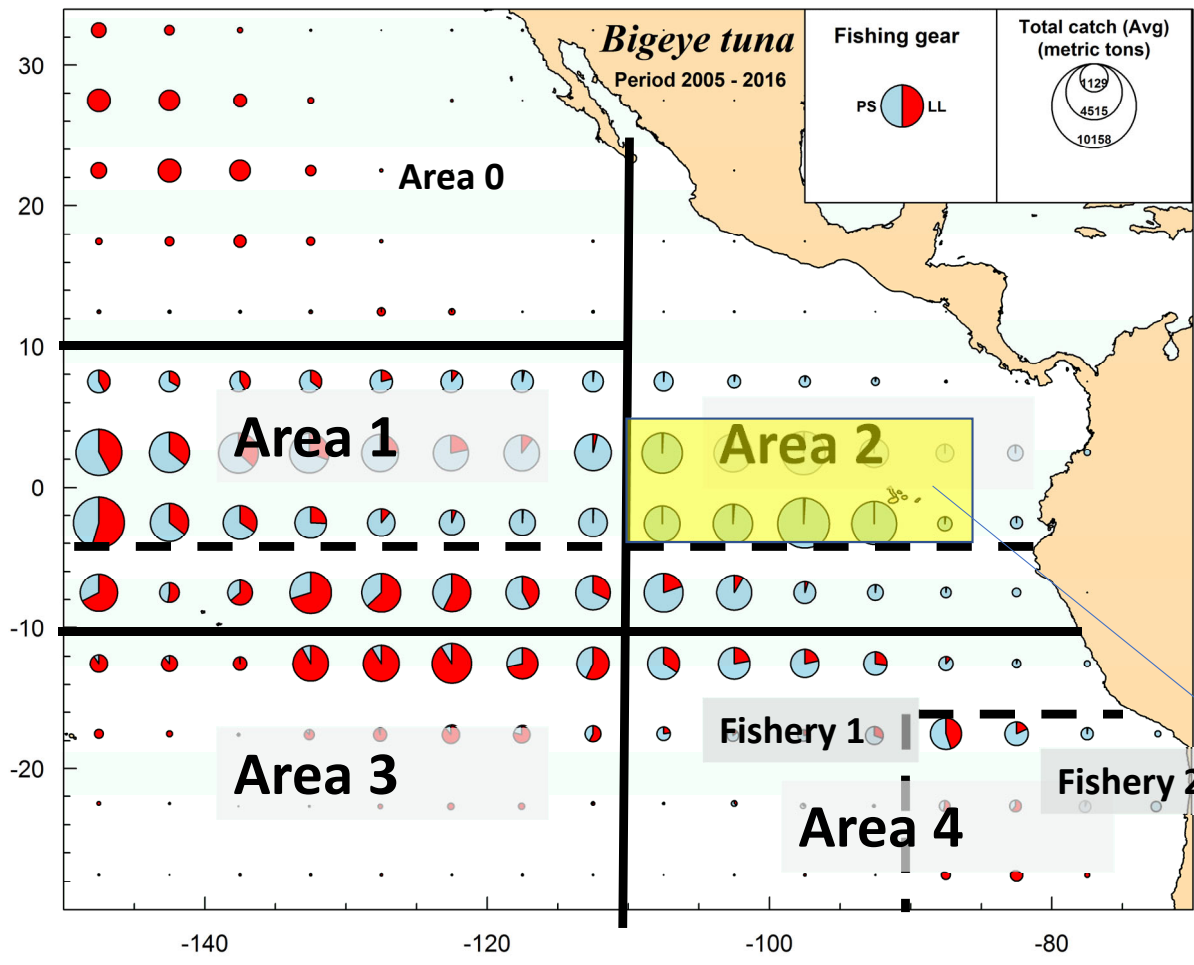 Bigeye tuna
Period 2005 - 2016
Fishing gear
PS
LL
Total catch (Avg)
(metric tons)
1129
4515
10158
Area 0
Area 1
Area 2
Area 3
Area 4
Fishery 1
Fishery 2
30
20
10
0
-10
-20
-140
-120
-100
-80